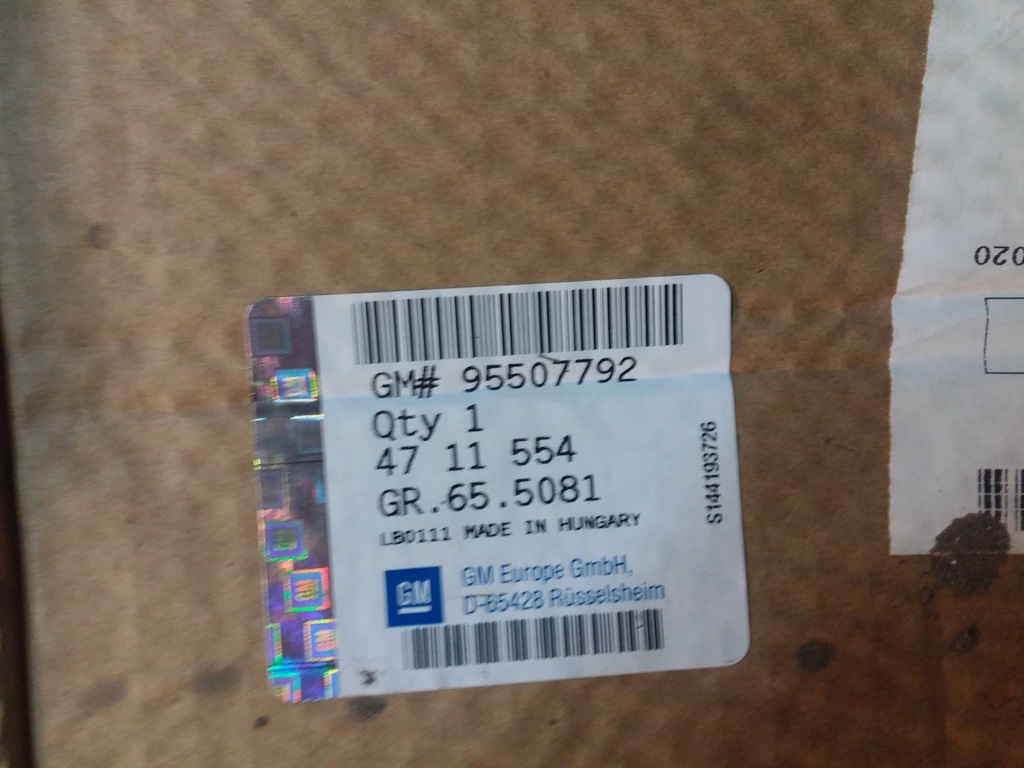 GM# 95507792
Qty 1
47 11 554
GR.65.5081
LB0111 MADE IN HUNGARY
GM
GM Europe GmbH,
D-65428 Rüsselsheim
S144193726
020